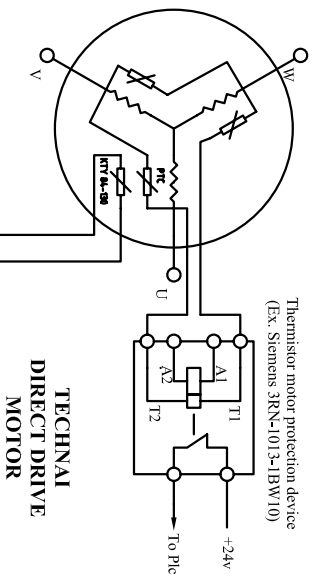 Thermistor motor protection device
(Ex. Siemens 3RN-1013-1BW10)
W
V
U
PTC
KTY 84-130
A1
A2
T1
T2
+24v
To Plc
TECHNAI
DIRECT DRIVE
MOTOR